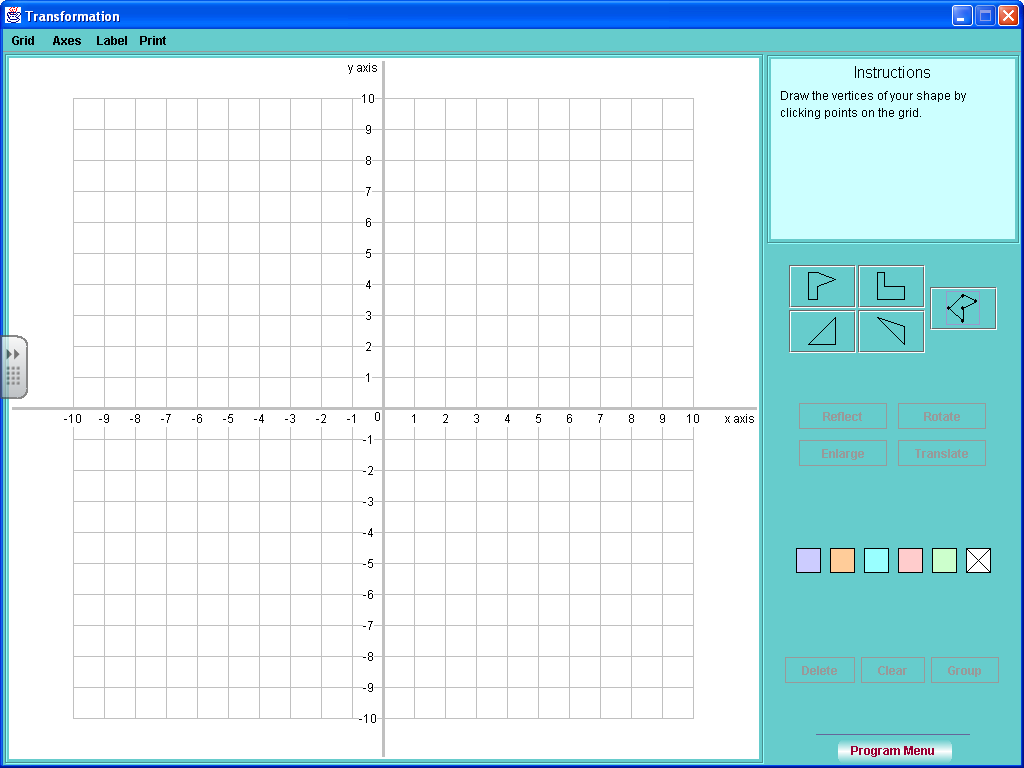 Transformation
Grid Axes Label Print
y axis
10
9
8
7
6
5
4
3
2
1
-10 -9 -8 -7 -6 -5 -4 -3 -2 -1 0 1 2 3 4 5 6 7 8 9 10 x axis
-1
-2
-3
-4
-5
-6
-7
-8
-9
-10
Instructions
Draw the vertices of your shape by
clicking points on the grid.
Reflect Rotate
Enlarge Translate
Delete Clear Group
Program Menu